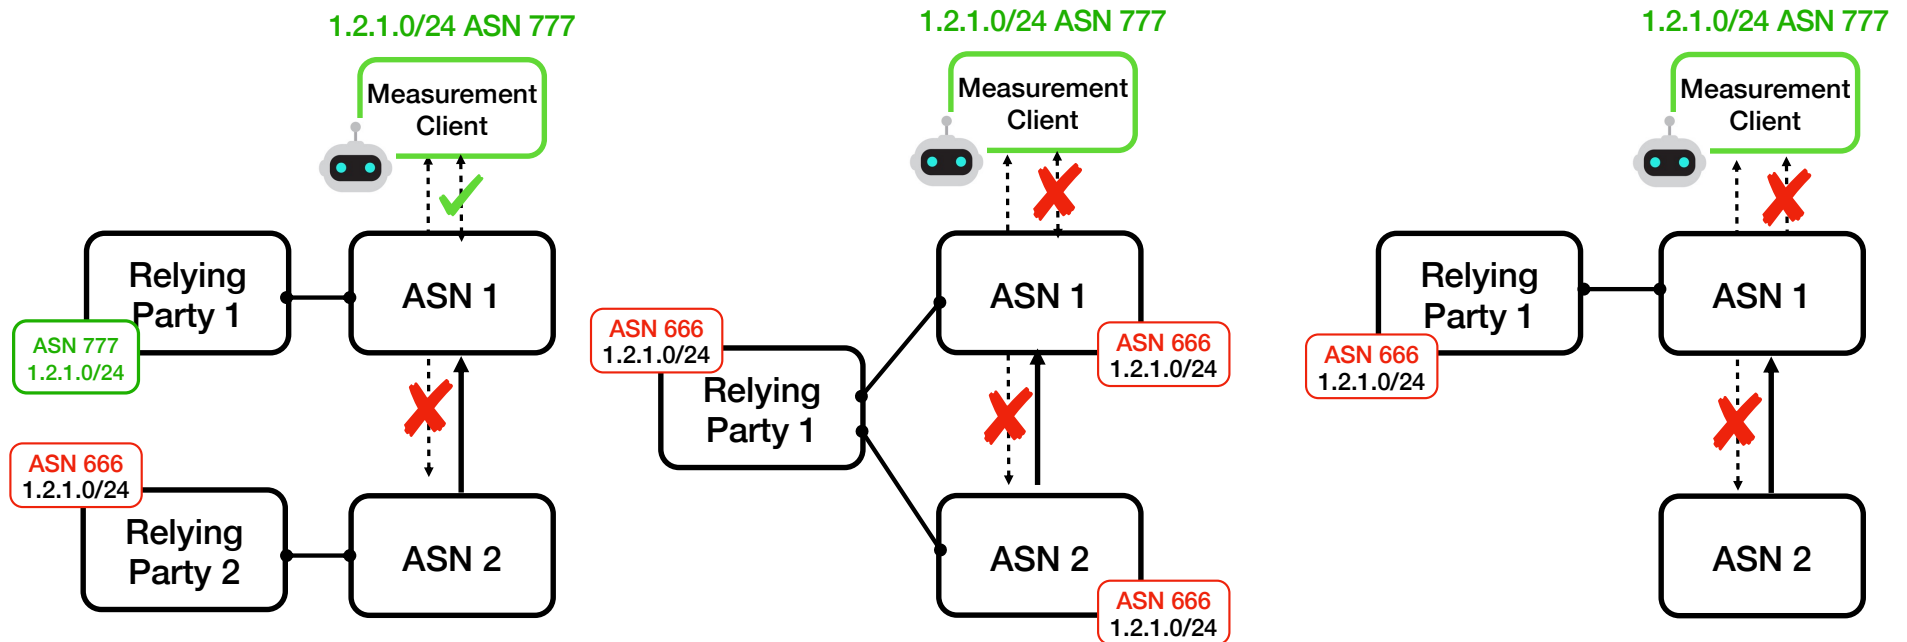 1.2.1.0/24 ASN 777
Measurement
Client
Relying
Party 1
ASN 1
ASN 777
1.2.1.0/24
ASN 666
1.2.1.0/24
Relying
Party 2
ASN 2
1.2.1.0/24 ASN 777
Measurement
Client
ASN 1
ASN 666
1.2.1.0/24
ASN 666
1.2.1.0/24
Relying
Party 1
ASN 2
ASN 666
1.2.1.0/24
1.2.1.0/24 ASN 777
Measurement
Client
Relying
Party 1
ASN 1
ASN 666
1.2.1.0/24
ASN 2